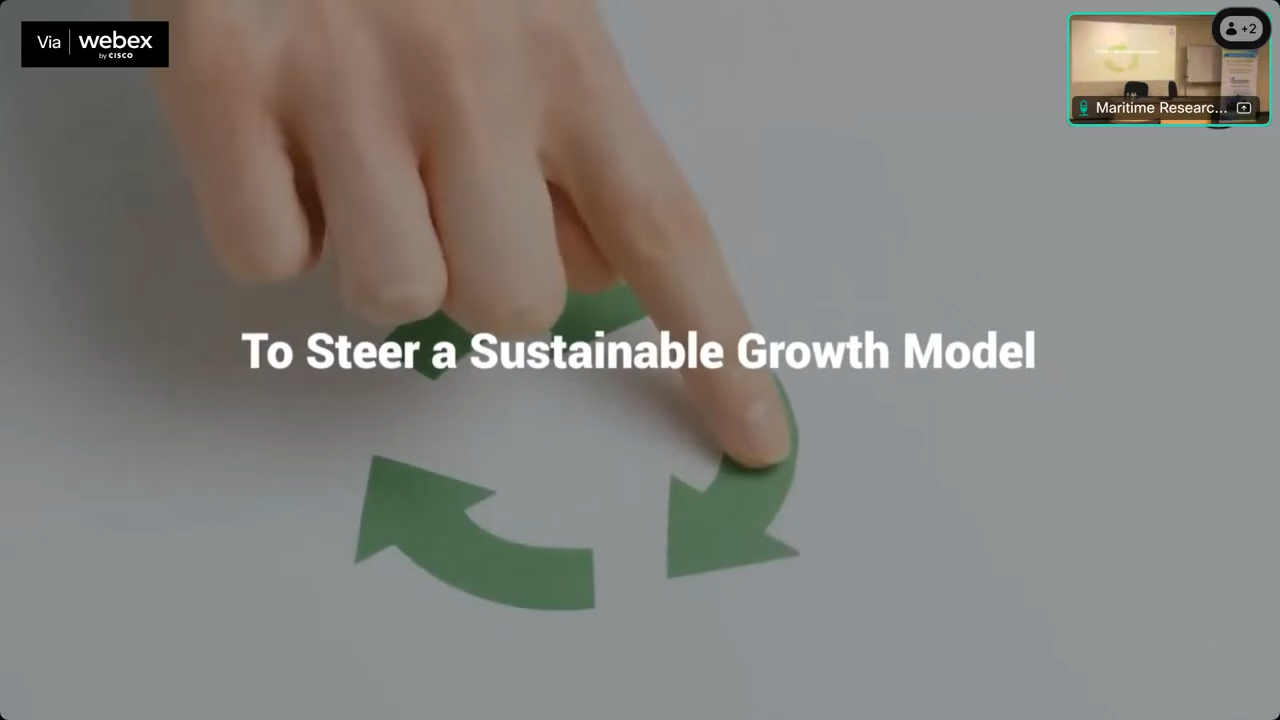 Via webex
by CISCO
+2
Maritime Researc...
To Steer a Sustainable Growth Model